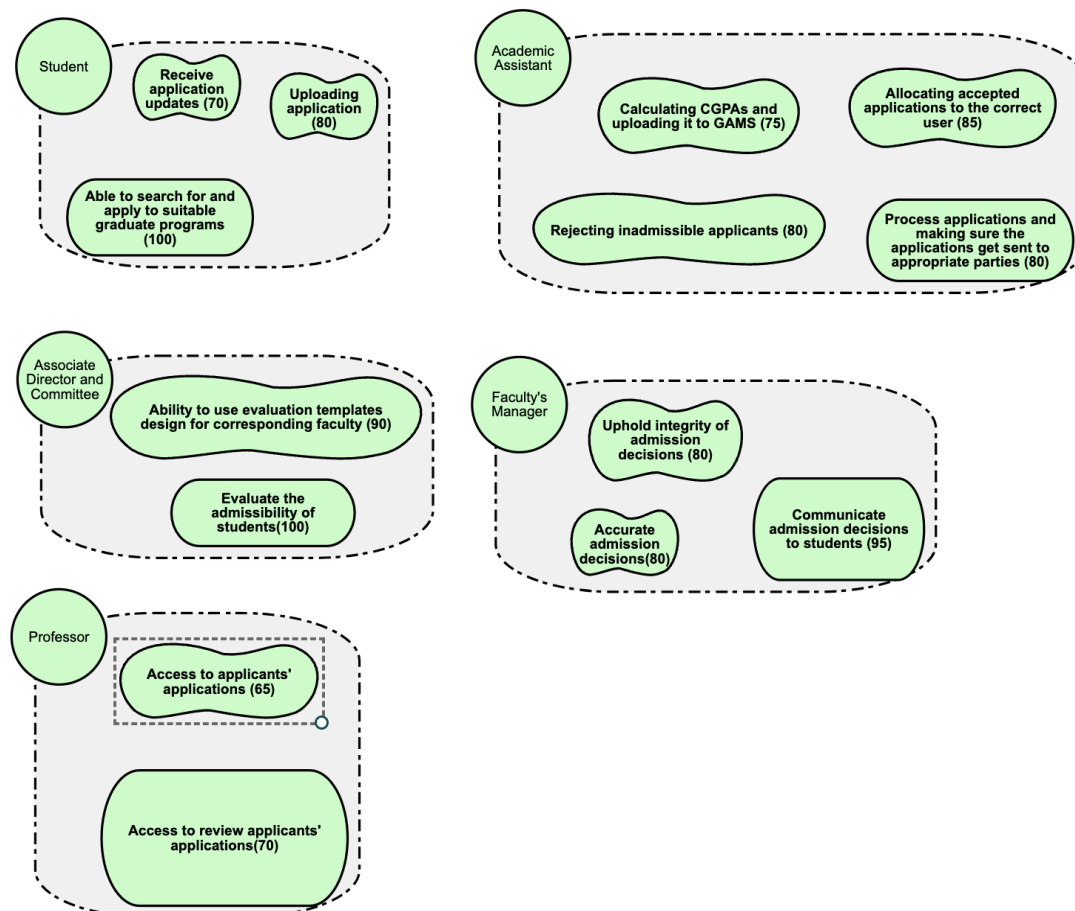 Student
Receive
application
updates (70)
Uploading
application
(80)
Able to search for and
apply to suitable
graduate programs
(100)
Academic
Assistant
Calculating CGPAs and
uploading it to GAMS (75)
Allocating accepted
applications to the correct
user (85)
Rejecting inadmissible applicants (80)
Process applications and
making sure the
applications get sent to
appropriate parties (80)
Associate
Director and
Committee
Ability to use evaluation templates
design for corresponding faculty (90)
Evaluate the
admissibility of
students(100)
Faculty's
Manager
Uphold integrity of
admission
decisions (80)
Accurate
admission
decisions(80)
Communicate
admission decisions
to students (95)
Professor
Access to applicants'
applications (65)
Access to review applicants'
applications(70)